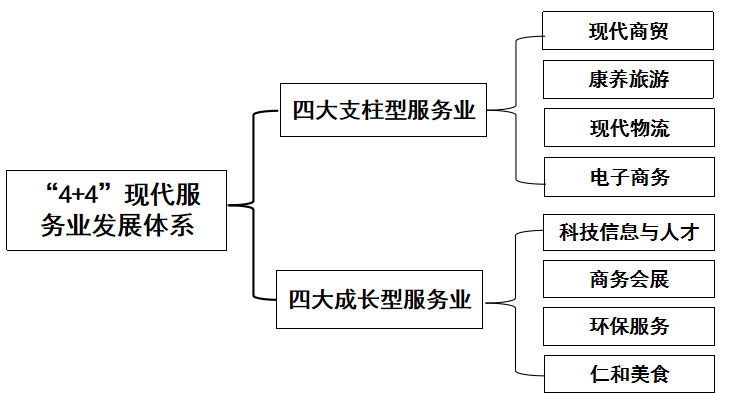 “4+4”现代服
务业发展体系
四大支柱型服务业
现代商贸
康养旅游
现代物流
电子商务
四大成长型服务业
科技信息与人才
商务会展
环保服务
仁和美食